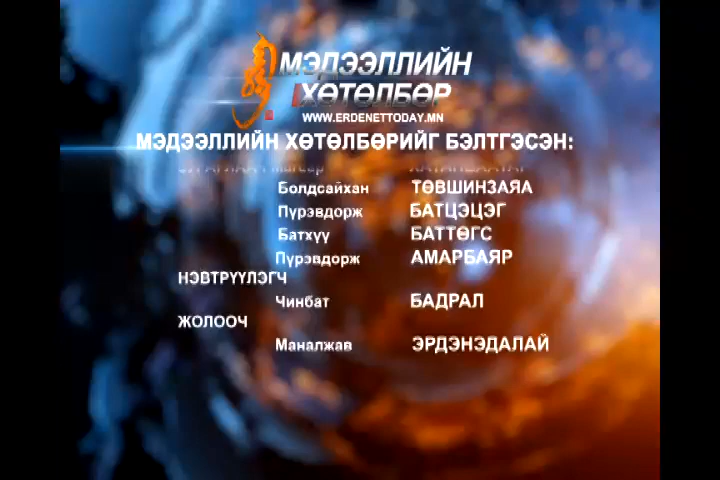 МЭДЭЭЛЛИЙН
ХӨТӨЛБӨР
WWW.ERDENETTODAY.MN
МЭДЭЭЛЛИЙН ХӨТӨЛБӨРИЙГ БЭЛТГЭСЭН:
Болдсайхан ТӨВШИНЗАЯА
Пүрэвдорж БАТЦЭЦЭГ
Батхүү БАТТӨГС
Пүрэвдорж АМАРБАЯР
НЭВТРҮҮЛЭГЧ
Чинбат БАДРАЛ
ЖОЛООЧ
Маналжав ЭРДЭНЭДАЛАЙ